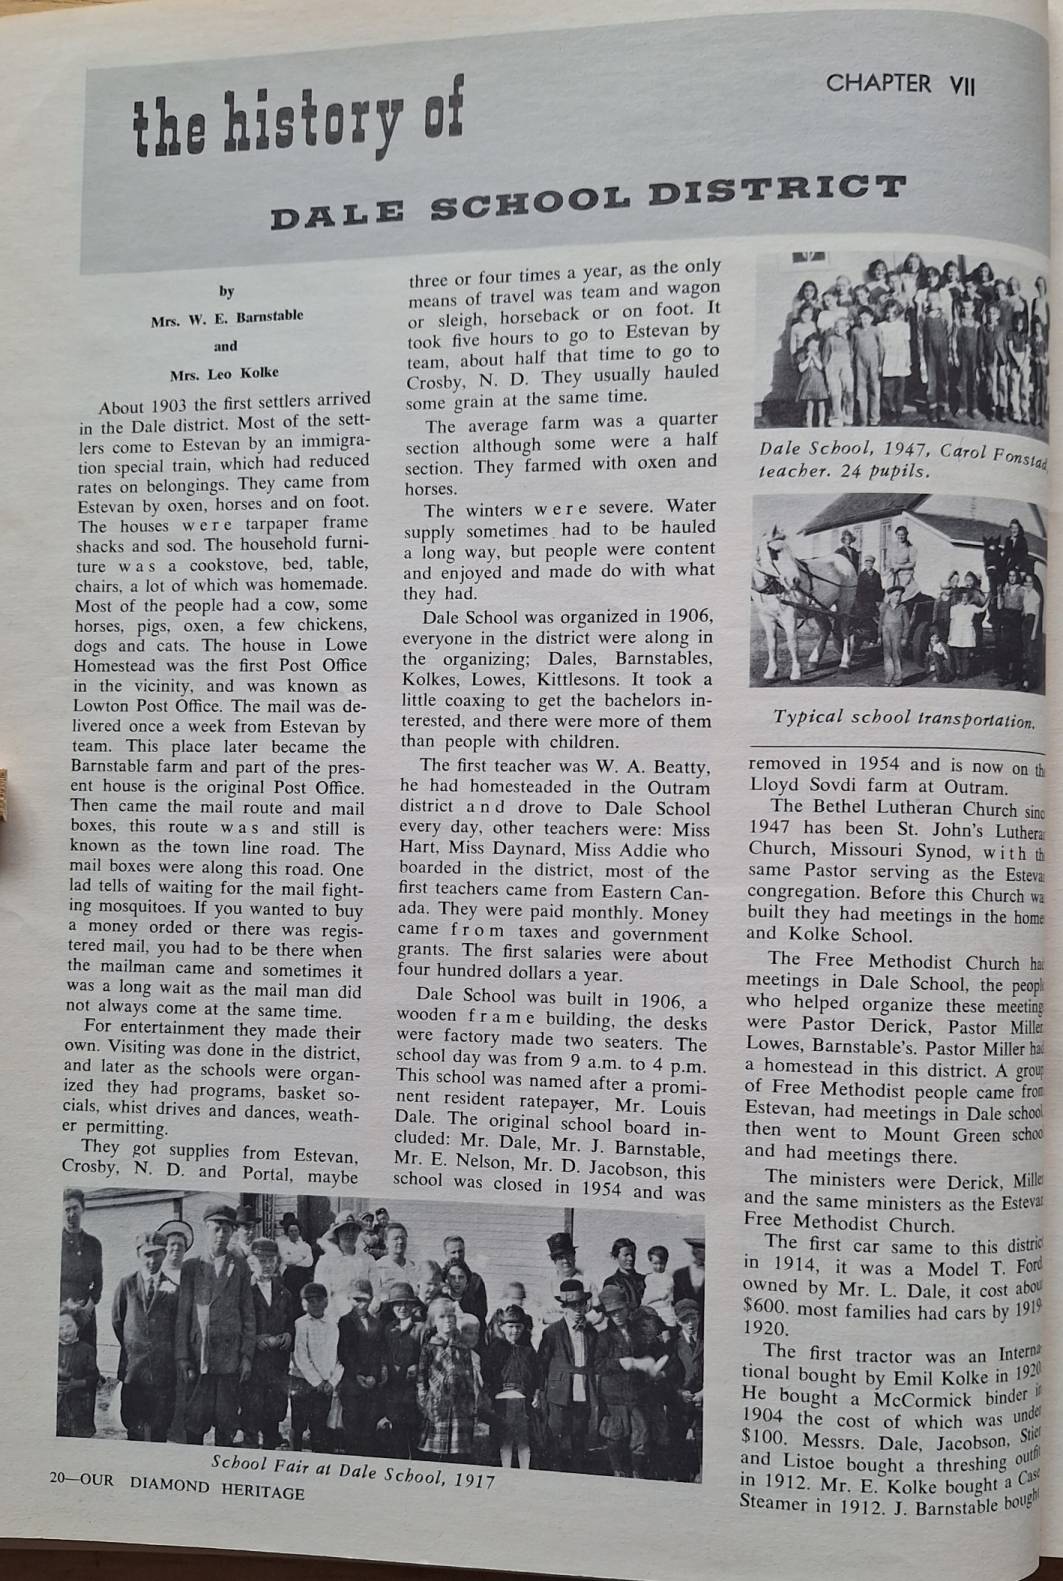 CHAPTER VII
the history of
DALE SCHOOL DISTRICT
by
Mrs. W. E. Barnstable
and
Mrs. Leo Kolke
About 1903 the first settlers arrived
in the Dale district. Most of the sett-
lers come to Estevan by an immigra-
tion special train, which had reduced
rates on belongings. They came from
Estevan by oxen, horses and on foot.
The houses were tarpaper frame
shacks and sod. The household furni-
ture was a cookstove, bed, table,
chairs, a lot of which was homemade.
Most of the people had a cow, some
horses, pigs, oxen, a few chickens,
dogs and cats. The house in Lowe
Homestead was the first Post Office
in the vicinity, and was known as
Lowton Post Office. The mail was de-
livered once a week from Estevan by
team. This place later became the
Barnstable farm and part of the pres-
ent house is the original Post Office.
Then came the mail route and mail
boxes, this route was and still is
known as the town line road. The
mail boxes were along this road. One
lad tells of waiting for the mail fight-
ing mosquitoes. If you wanted to buy
a money orded or there was regis-
tered mail, you had to be there when
the mailman came and sometimes it
was a long wait as the mail man did
not always come at the same time.
For entertainment they made their
own. Visiting was done in the district,
and later as the schools were organ-
ized they had programs, basket so-
cials, whist drives and dances, weath-
er permitting.
They got supplies from Estevan,
Crosby, N. D. and Portal, maybe
three or four times a year, as the only
means of travel was team and wagon
or sleigh, horseback or on foot. It
took five hours to go to Estevan by
team, about half that time to go to
Crosby, N. D. They usually hauled
some grain at the same time.
The average farm was a quarter
section although some were a half
section. They farmed with oxen and
horses.
The winters were severe. Water
supply sometimes had to be hauled
a long way, but people were content
and enjoyed and made do with what
they had.
Dale School was organized in 1906,
everyone in the district were along in
the organizing; Dales, Barnstables,
Kolkes, Lowes, Kittlesons. It took a
little coaxing to get the bachelors in-
terested, and there were more of them
than people with children.
The first teacher was W. A. Beatty,
he had homesteaded in the Outram
district and drove to Dale School
every day, other teachers were: Miss
Hart, Miss Daynard, Miss Addie who
boarded in the district, most of the
first teachers came from Eastern Can-
ada. They were paid monthly. Money
came from taxes and government
grants. The first salaries were about
four hundred dollars a year.
Dale School was built in 1906, a
wooden frame building, the desks
were factory made two seaters. The
school day was from 9 a.m. to 4 p.m.
This school was named after a promi-
nent resident ratepayer, Mr. Louis
Dale. The original school board in-
cluded: Mr. Dale, Mr. J. Barnstable,
Mr. E. Nelson, Mr. D. Jacobson, this
school was closed in 1954 and was
Dale School, 1947, Carol Fonstad,
teacher. 24 pupils.
Typical school transportation.
removed in 1954 and is now on th
Lloyd Sovdi farm at Outram.
The Bethel Lutheran Church sinc
1947 has been St. John's Luthera
Church, Missouri Synod, with th
same Pastor serving as the Esteva
congregation. Before this Church wa
built they had meetings in the home
and Kolke School.
The Free Methodist Church ha
meetings in Dale School, the peopl
who helped organize these meeting
were Pastor Derick, Pastor Miller
Lowes, Barnstable's. Pastor Miller had
a homestead in this district. A group
of Free Methodist people came from
Estevan, had meetings in Dale school,
then went to Mount Green schoo
and had meetings there.
The ministers were Derick, Mille
and the same ministers as the Estevan
Free Methodist Church.
The first car same to this distric
in 1914, it was a Model T. Ford
owned by Mr. L. Dale, it cost abou
$600. most families had cars by 1919-
1920.
The first tractor was an Interna-
tional bought by Emil Kolke in 1920
He bought a McCormick binder in
1904 the cost of which was under
$100. Messrs. Dale, Jacobson, Stier
and Listoe bought a threshing outfit
in 1912. Mr. E. Kolke bought a Case
Steamer in 1912. J. Barnstable bought
School Fair at Dale School, 1917
20—OUR DIAMOND HERITAGE